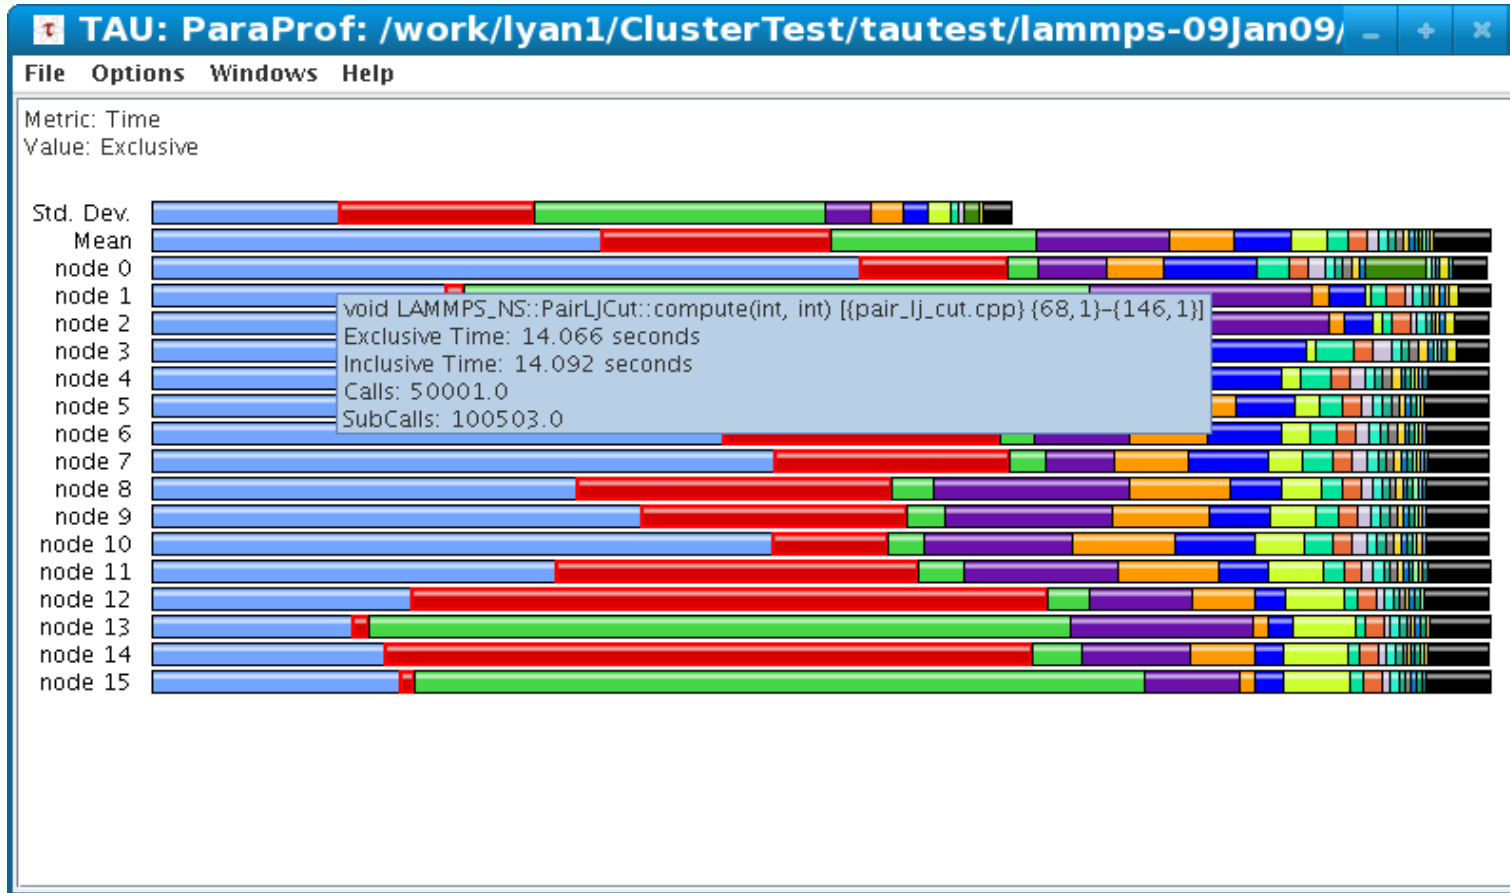 TAU: ParaProf: /work/lyan1/ClusterTest/tautest/lammps-09Jan09/
File Options Windows Help
Metric: Time
Value: Exclusive
Std. Dev.
Mean
node 0
node 1
node 2
node 3
node 4
node 5
node 6
node 7
node 8
node 9
node 10
node 11
node 12
node 13
node 14
node 15
void LAMMPS_NS::PairLJCut::compute(int, int) [{pair_lj_cut.cpp} {68,1}-{146,1}]
Exclusive Time: 14.066 seconds
Inclusive Time: 14.092 seconds
Calls: 50001.0
SubCalls: 100503.0